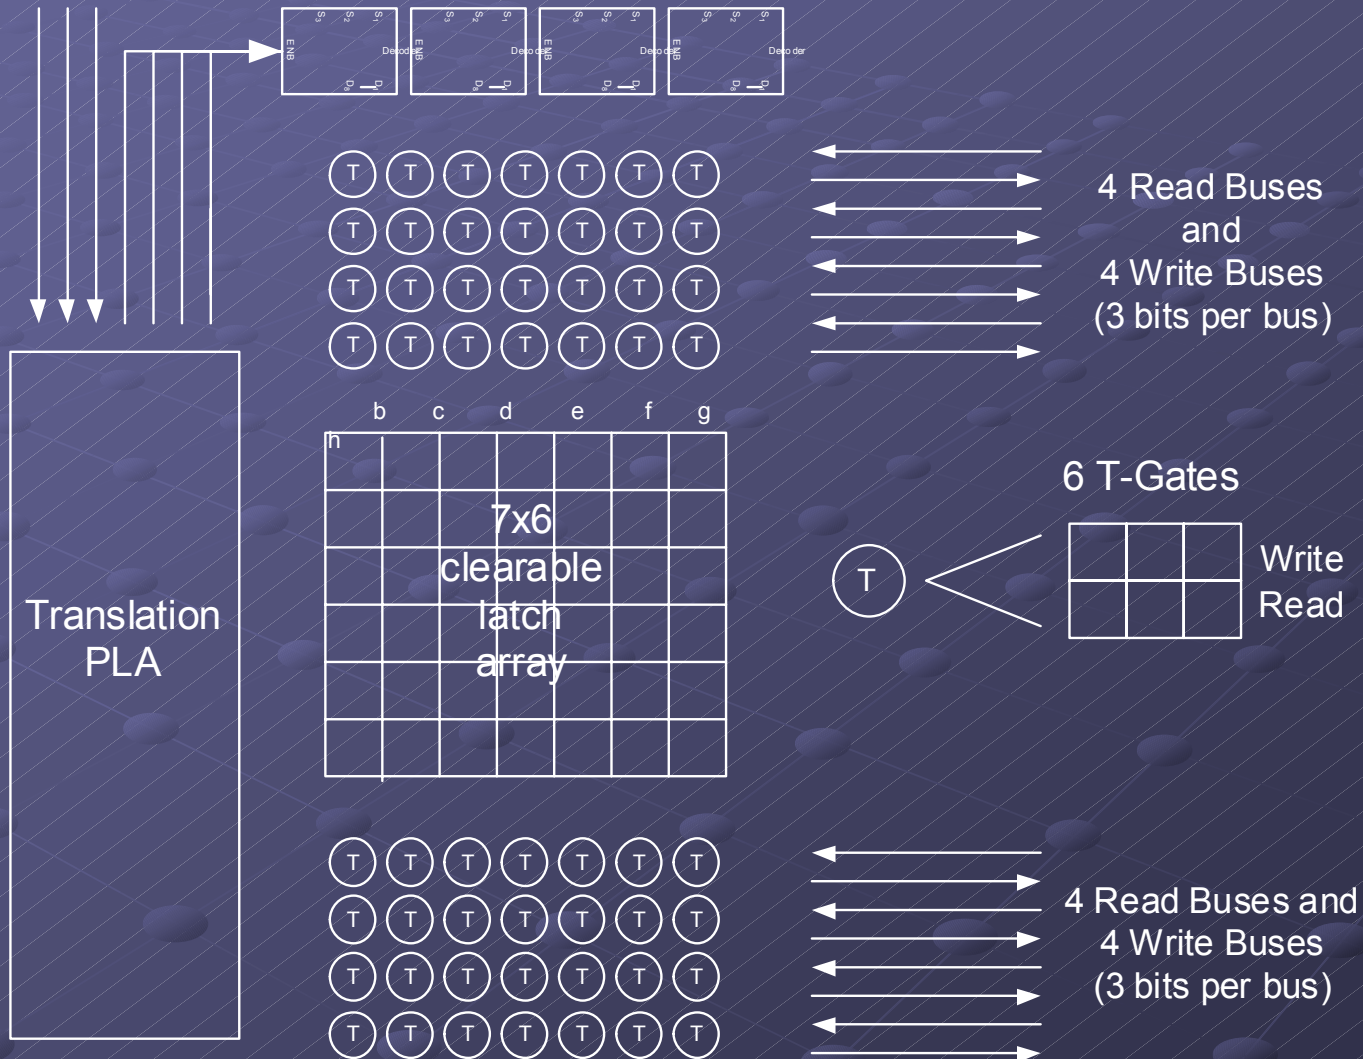 S3 S2 S1 ENB Decoder D8 D1
S3 S2 S1 ENB Decoder D8 D1
S3 S2 S1 ENB Decoder D8 D1
S3 S2 S1 ENB Decoder D8 D1
T T T T T T T
T T T T T T T
T T T T T T T
T T T T T T T
4 Read Buses
and
4 Write Buses
(3 bits per bus)
b c d e f g
h
7x6
clearable
latch
array
Translation
PLA
6 T-Gates
T
Write
Read
T T T T T T T
T T T T T T T
T T T T T T T
T T T T T T T
4 Read Buses and
4 Write Buses
(3 bits per bus)